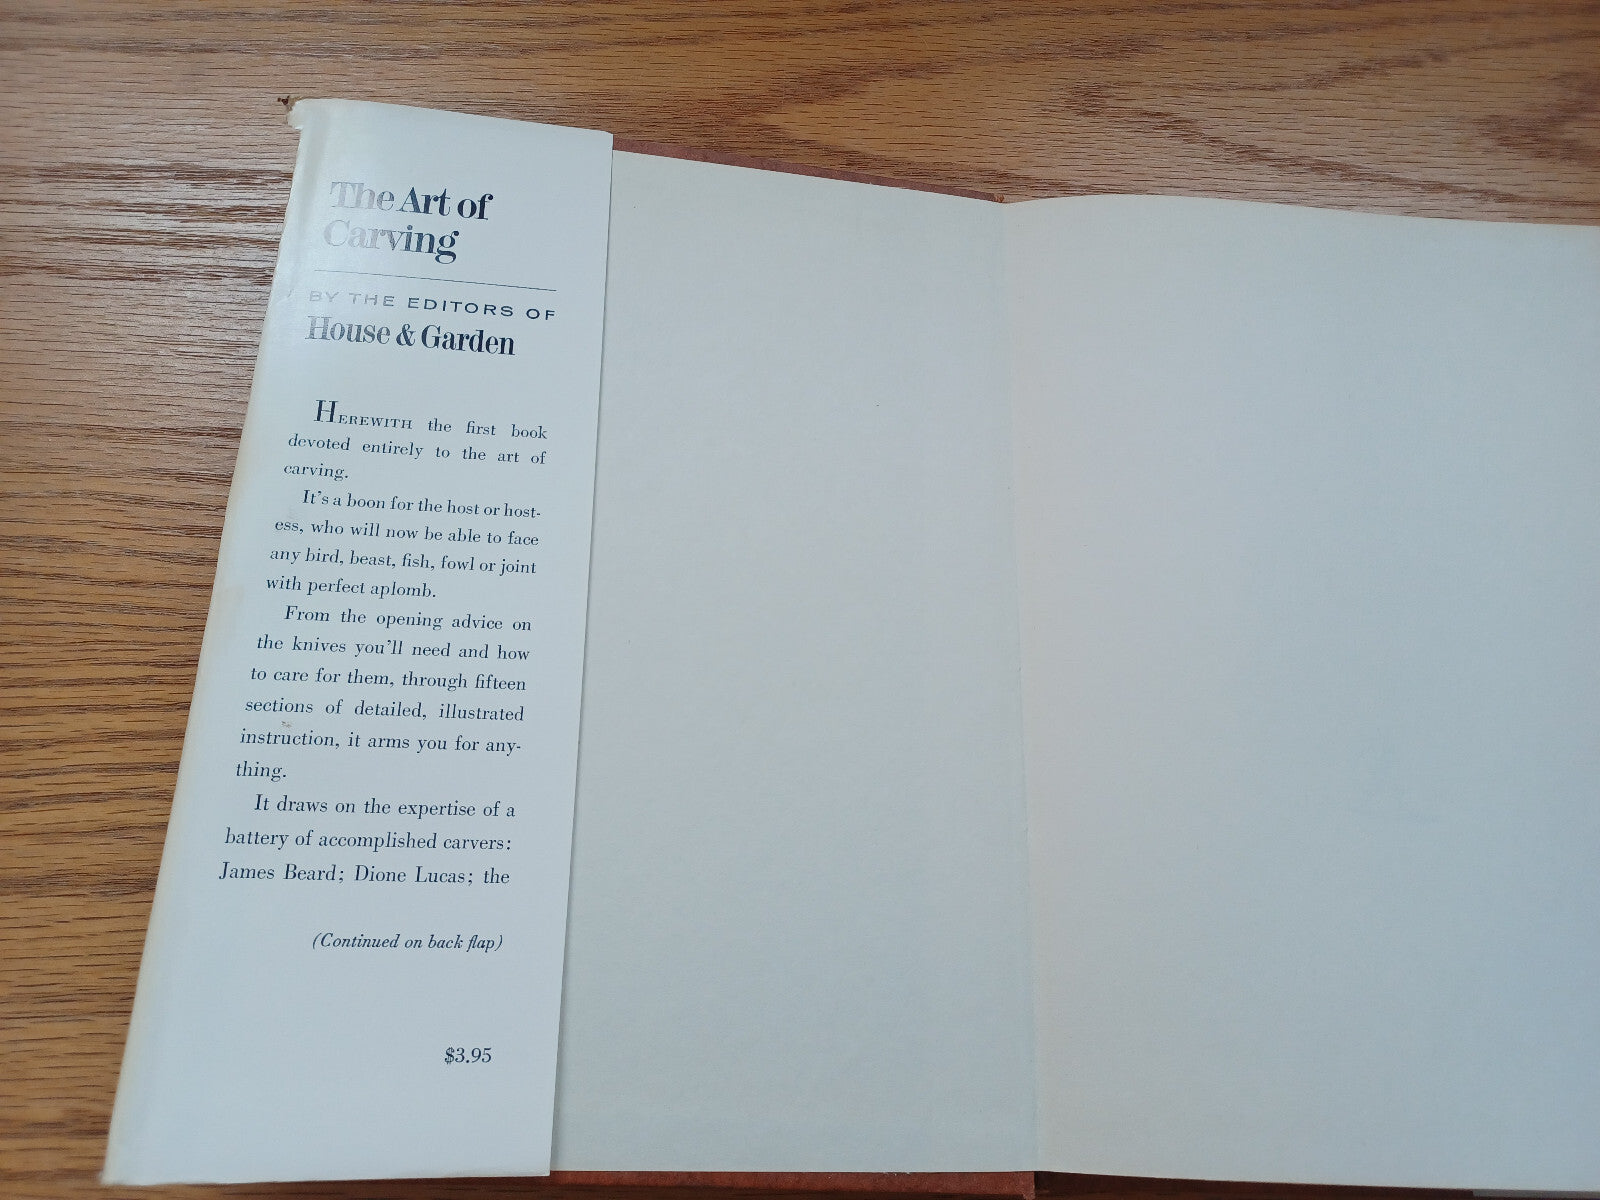 The Art of
Carving
BY THE EDITORS OF
House & Garden
HEREWITH the first book
devoted entirely to the art of
carving.
It's a boon for the host or host-
ess, who will now be able to face
any bird, beast, fish, fowl or joint
with perfect aplomb.
From the opening advice on
the knives you'll need and how
to care for them, through fifteen
sections of detailed, illustrated
instruction, it arms you for any-
thing.
It draws on the expertise of a
battery of accomplished carvers:
James Beard; Dione Lucas; the
(Continued on back flap)
$3.95